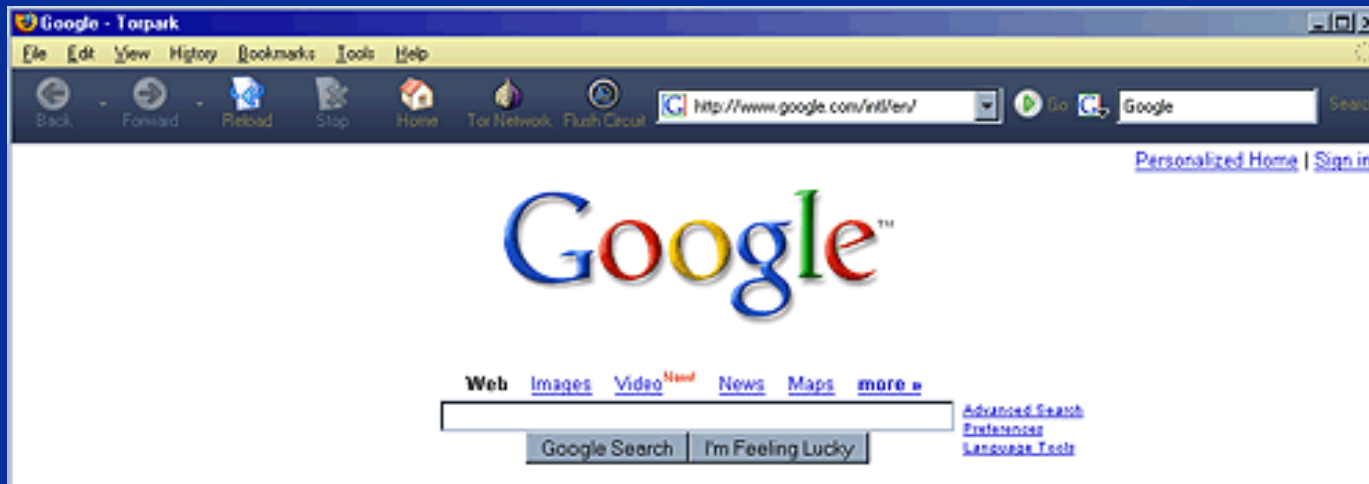 Google - Torpark
File Edit View History Bookmarks Tools Help
Back Forward Reload Stop Home Tor Network Flush Circuit http://www.google.com/intl/en/ Go Google Searc
Personalized Home | Sign in
Google™
Web Images Video New! News Maps more »
Advanced Search
Preferences
Google Search I'm Feeling Lucky Language Tools